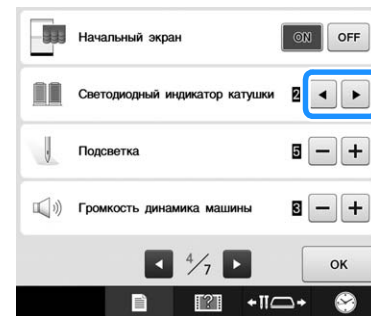 Начальный экран ON OFF
Светодиодный индикатор катушки 2
Подсветка 5 − +
Громкость динамика машины 3 − +
4/7 OK